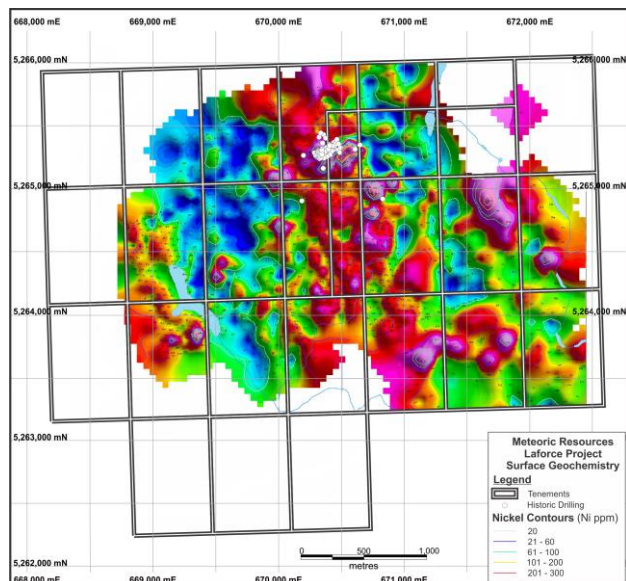 668,000 mE 669,000 mE 670,000 mE 671,000 mE 672,000 mE
5,266,000 mN 5,266,000 mN
5,265,000 mN 5,265,000 mN
5,264,000 mN 5,264,000 mN
5,263,000 mN
5,262,000 mN
668,000 mE 669,000 mE 670,000 mE 671,000 mE
0 500 1,000
metres
Meteoric Resources
Laforce Project
Surface Geochemistry
Legend
Tenements
Historic Drilling
Nickel Contours (Ni ppm)
20
21 - 60
61 - 100
101 - 200
201 - 300